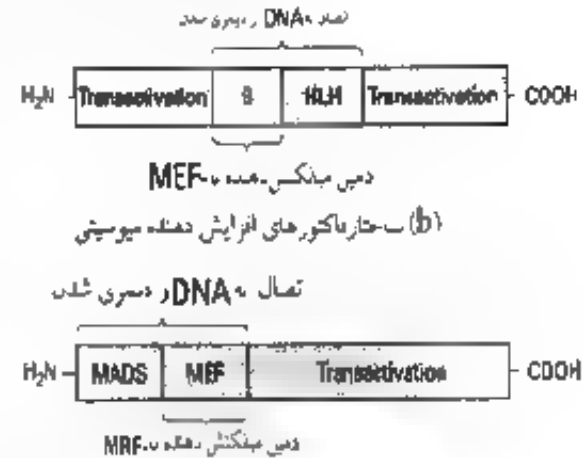 اتصال به DNA و دیمری شدن
H₂N Transactivation B HLH Transactivation COOH
دمین میانکنش دهنده با MEF
(b) ساختار فاکتورهای افزایش دهنده میوسیتی
اتصال به DNA و دیمری شدن
H₂N MADS MEF Transactivation COOH
دمین میانکنش دهنده با MRF